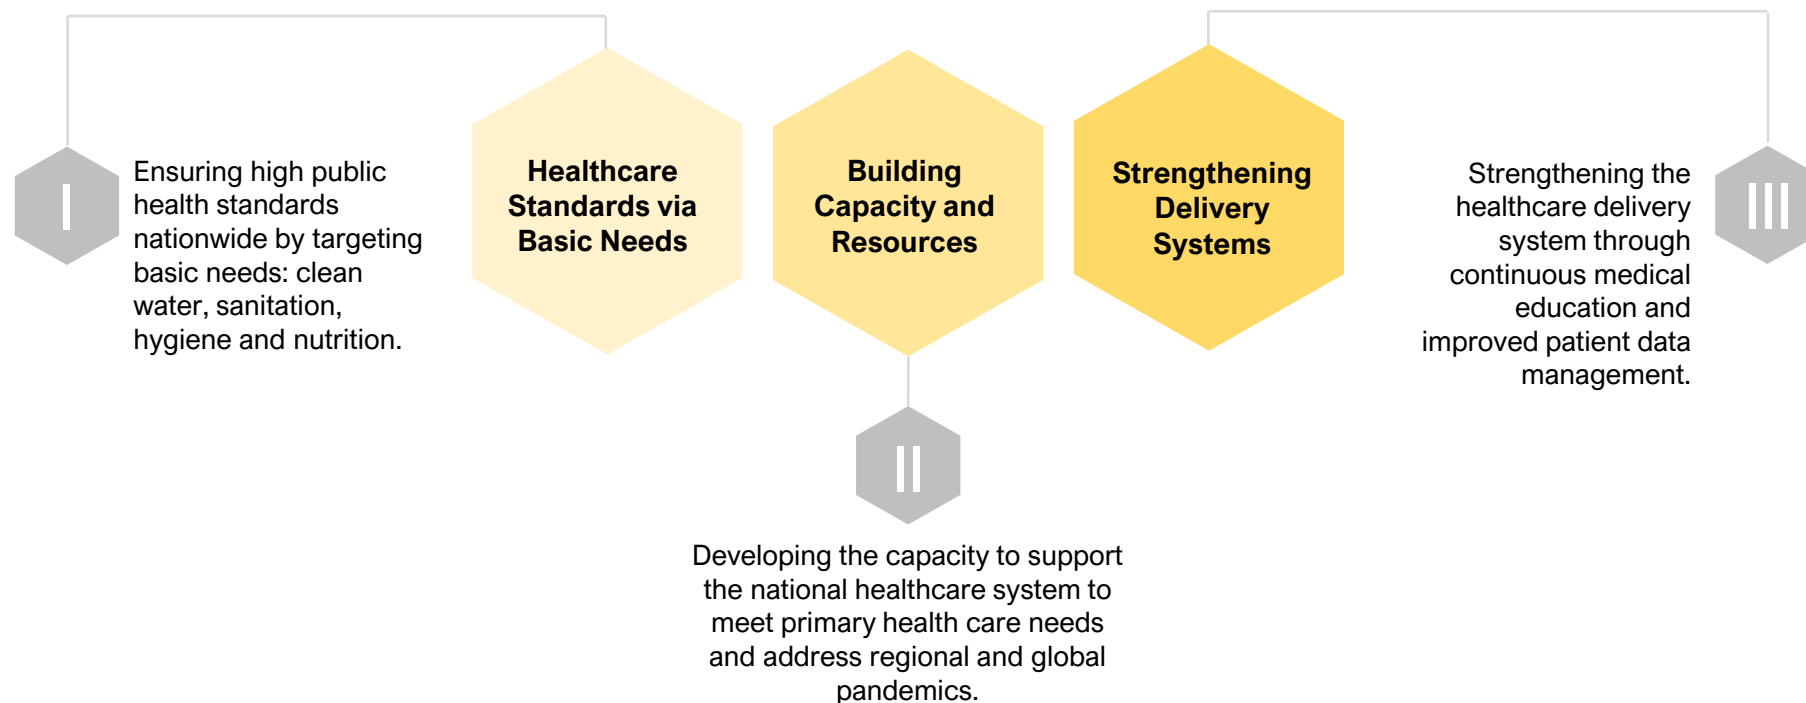 I
Ensuring high public
health standards
nationwide by targeting
basic needs: clean
water, sanitation,
hygiene and nutrition.
Healthcare
Standards via
Basic Needs
Building
Capacity and
Resources
II
Developing the capacity to support
the national healthcare system to
meet primary health care needs
and address regional and global
pandemics.
Strengthening
Delivery
Systems
Strengthening the
healthcare delivery
system through
continuous medical
education and
improved patient data
management.
III